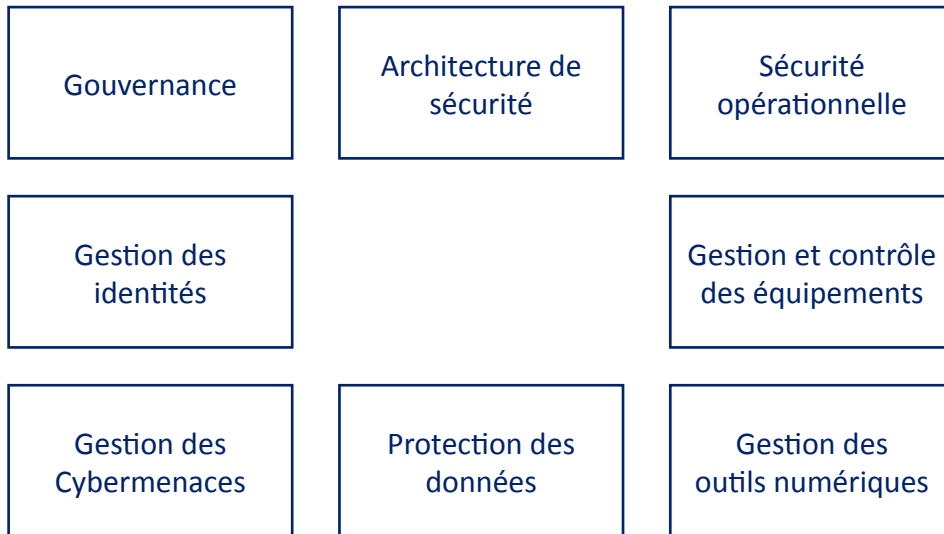 Gouvernance
Architecture de
sécurité
Sécurité
opérationnelle
Gestion des
identités
Gestion et contrôle
des équipements
Gestion des
Cybermenaces
Protection des
données
Gestion des
outils numériques